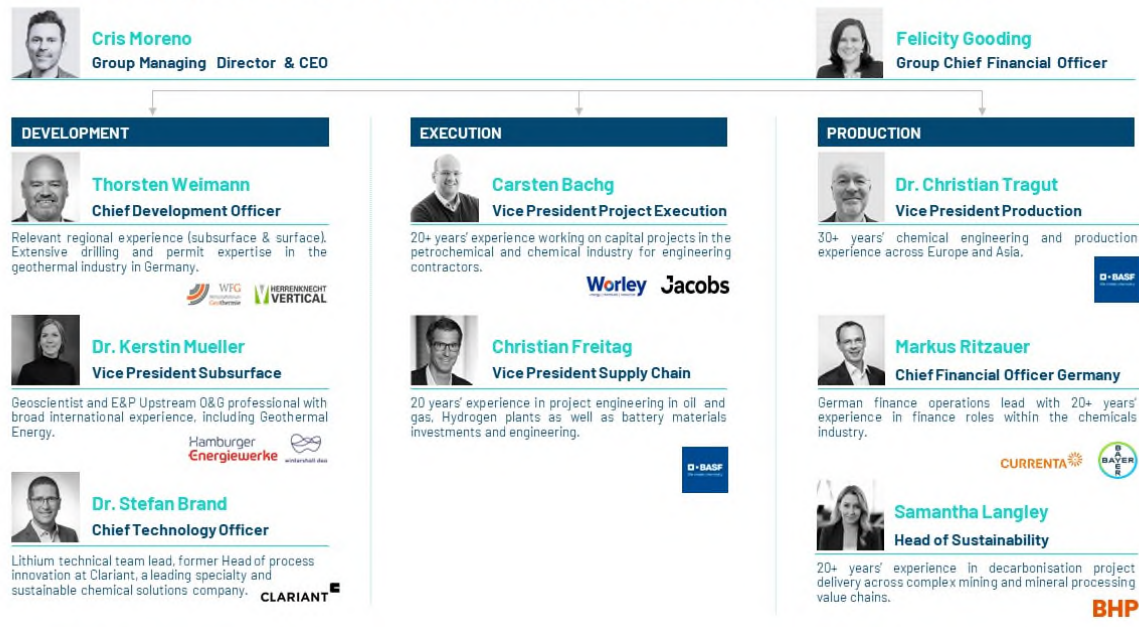 Cris Moreno
Group Managing Director & CEO
Felicity Gooding
Group Chief Financial Officer
DEVELOPMENT
Thorsten Weimann
Chief Development Officer
Relevant regional experience (subsurface & surface).
Extensive drilling and permit expertise in the
geothermal industry in Germany.
WFG
Geothermie
HERRENKNECHT
VERTICAL
Dr. Kerstin Mueller
Vice President Subsurface
Geoscientist and E&P Upstream O&G professional with
broad international experience, including Geothermal
Energy.
Hamburger
Energiewerke
wintershall dea
Dr. Stefan Brand
Chief Technology Officer
Lithium technical team lead, former Head of process
innovation at Clariant, a leading specialty and
sustainable chemical solutions company.
CLARIANT
EXECUTION
Carsten Bachg
Vice President Project Execution
20+ years' experience working on capital projects in the
petrochemical and chemical industry for engineering
contractors.
Worley
Jacobs
Christian Freitag
Vice President Supply Chain
20 years' experience in project engineering in oil and
gas, Hydrogen plants as well as battery materials
investments and engineering.
BASF
PRODUCTION
Dr. Christian Tragut
Vice President Production
30+ years' chemical engineering and production
experience across Europe and Asia.
BASF
Markus Ritzauer
Chief Financial Officer Germany
German finance operations lead with 20+ years'
experience in finance roles within the chemicals
industry.
CURRENTA
BAYER
BAYER
Samantha Langley
Head of Sustainability
20+ years' experience in decarbonisation project
delivery across complex mining and mineral processing
value chains.
BHP